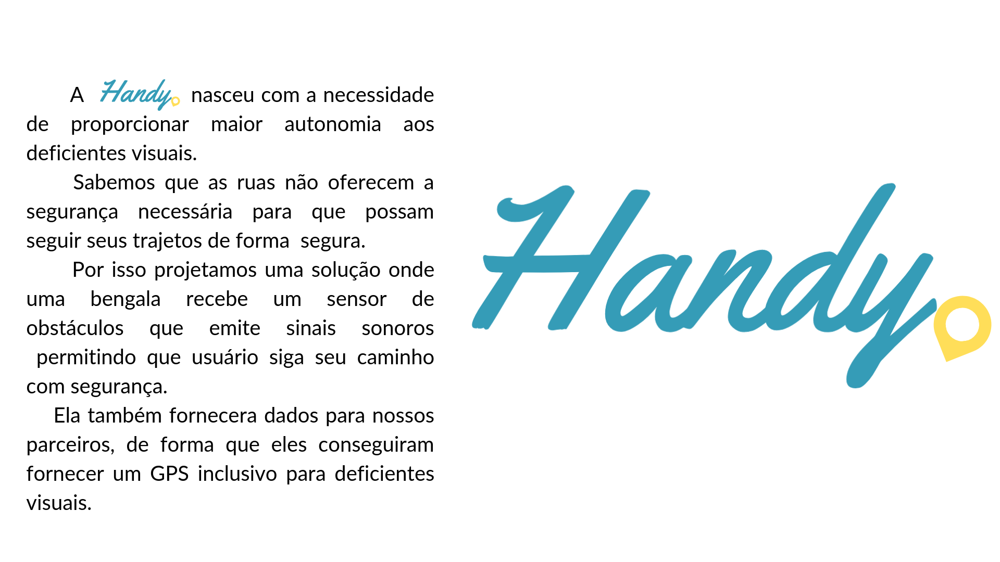 A Handy nasceu com a necessidade
de proporcionar maior autonomia aos
deficientes visuais.
Sabemos que as ruas não oferecem a
segurança necessária para que possam
seguir seus trajetos de forma segura.
Por isso projetamos uma solução onde
uma bengala recebe um sensor de
obstáculos que emite sinais sonoros
permitindo que usuário siga seu caminho
com segurança.
Ela também fornecera dados para nossos
parceiros, de forma que eles conseguiram
fornecer um GPS inclusivo para deficientes
visuais.
Handy